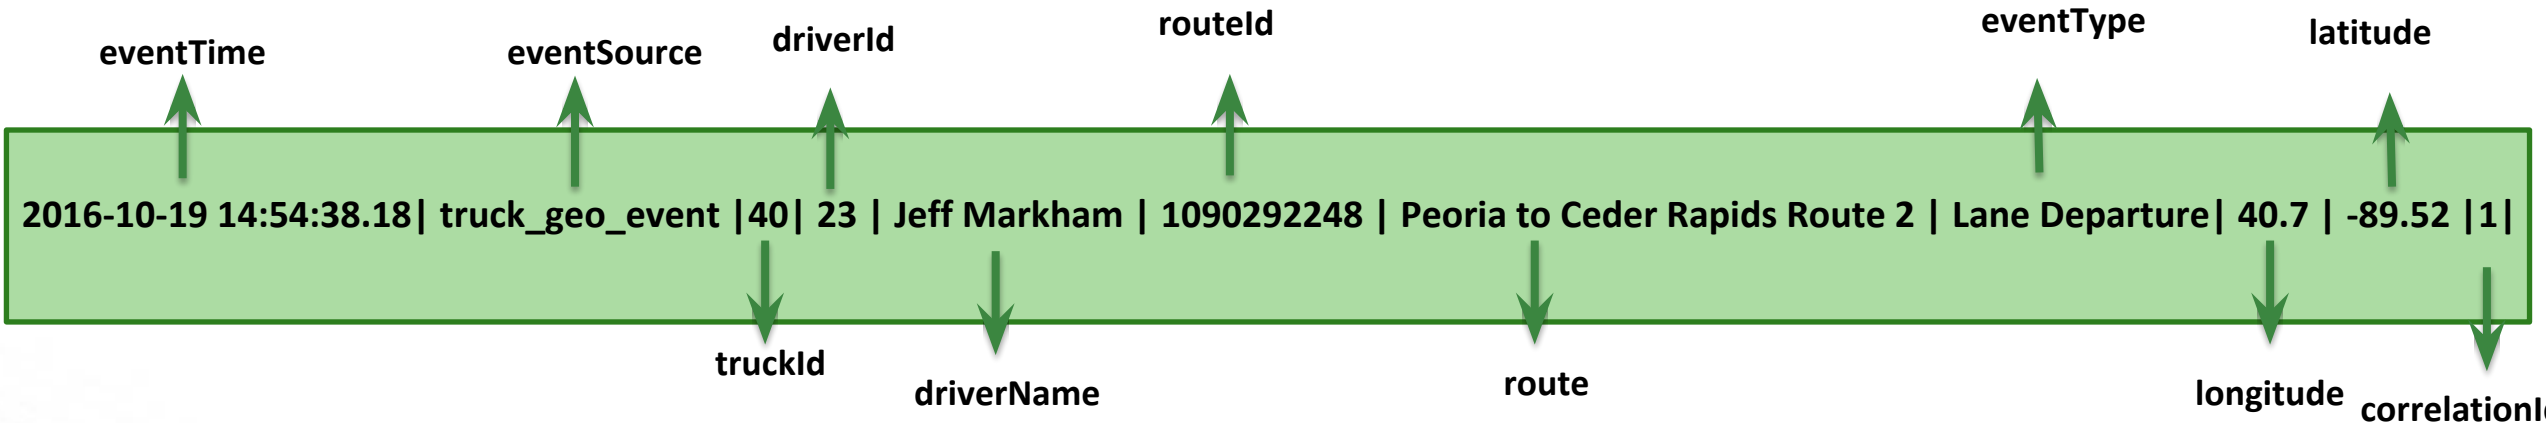 routeId
eventType
latitude
driverId
eventTime
eventSource
2016-10-19 14:54:38.18| truck_geo_event |40| 23 | Jeff Markham | 1090292248 | Peoria to Ceder Rapids Route 2 | Lane Departure| 40.7 | -89.52 |1|
truckId
driverName
route
longitude
correlationId